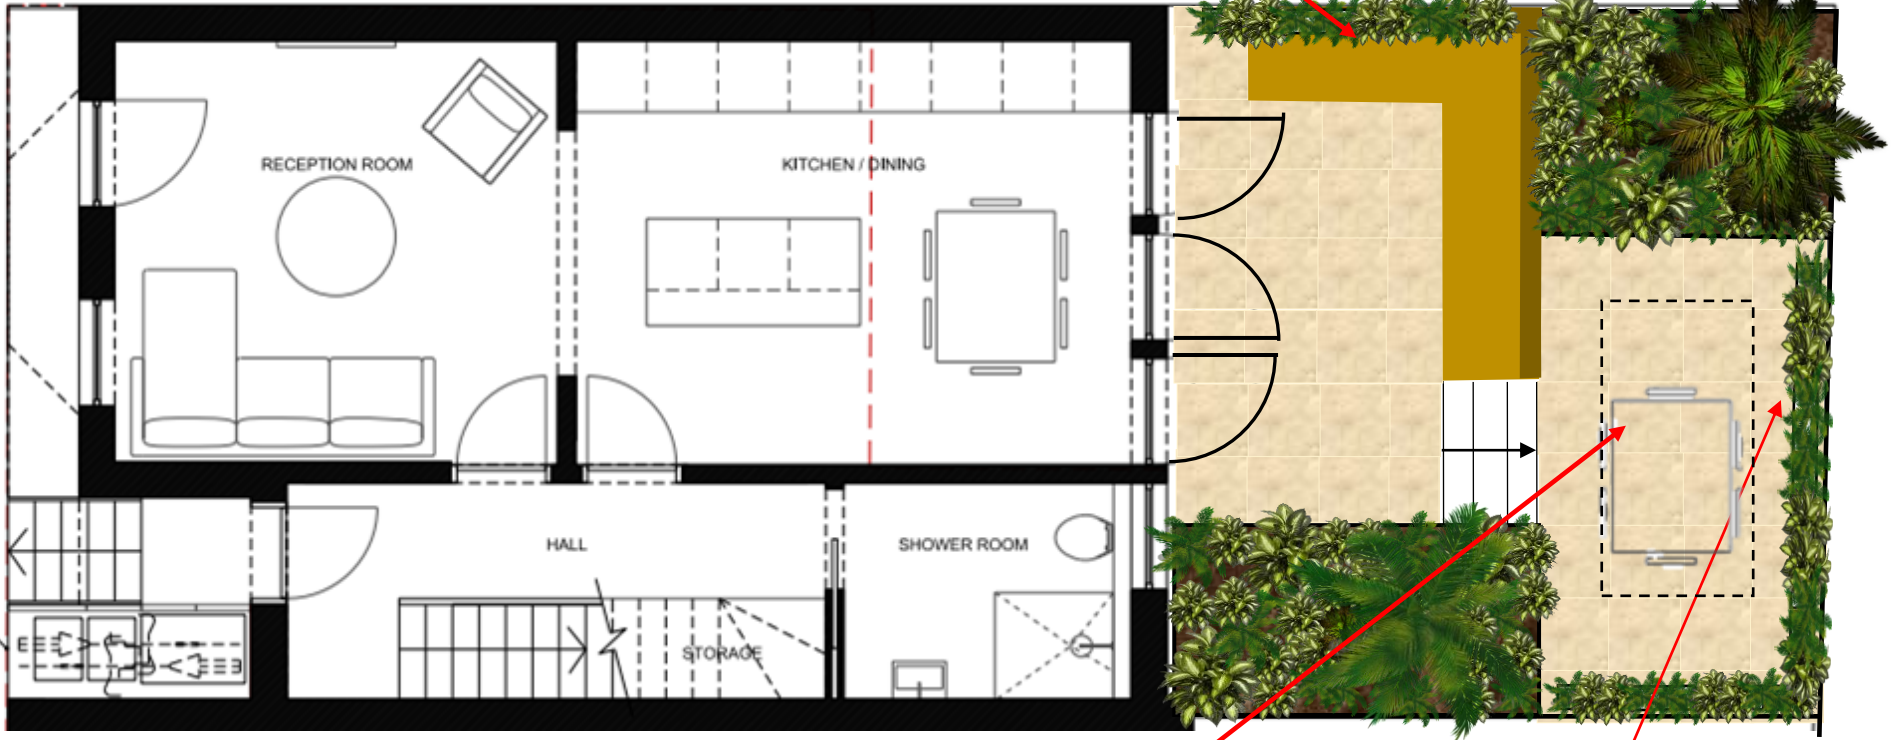 RECEPTION ROOM
KITCHEN / DINING
HALL
SHOWER ROOM
STORAGE